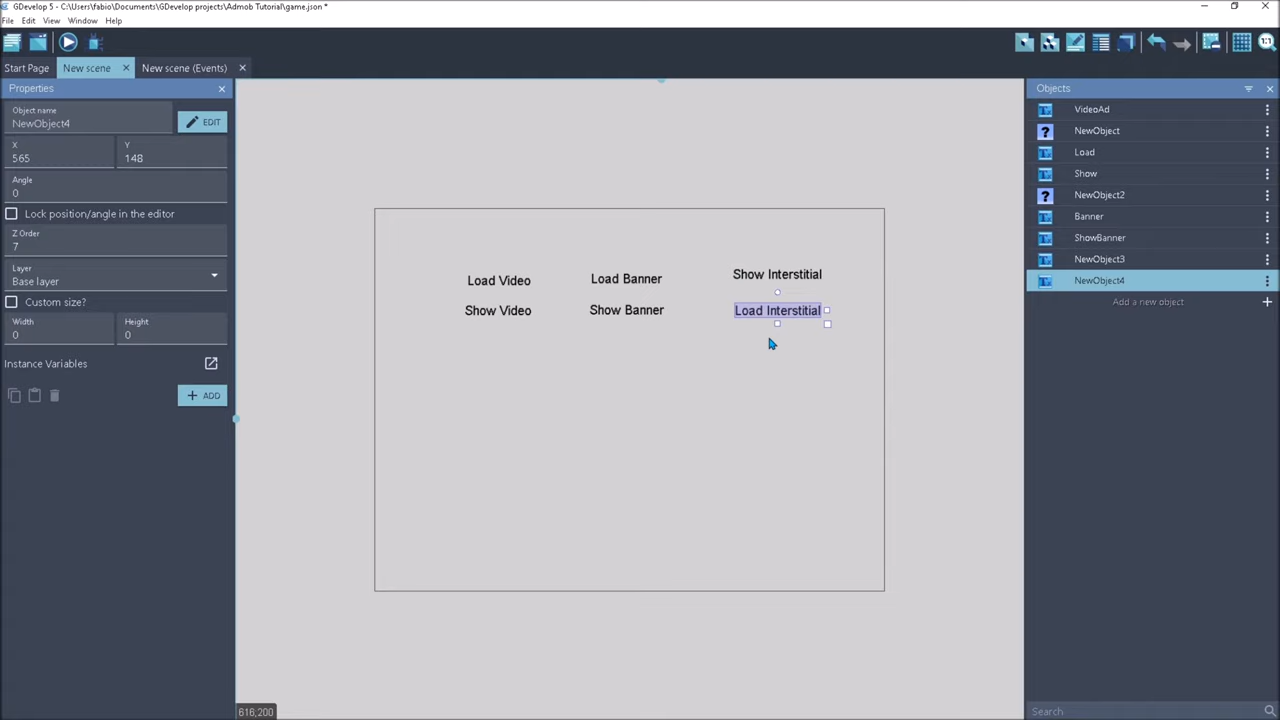 GDevelop 5 - C:\Users\fabio\Documents\GDevelop projects\Admob Tutorial\game.json *
File Edit View Window Help
1:1
Start Page New scene × New scene (Events) ×
Properties ×
Object name
NewObject4
EDIT
X Y
565 148
Angle
0
Lock position/angle in the editor
Z Order
7
Layer
Base layer
Custom size?
Width Height
0 0
Instance Variables
+ ADD
Load Video Load Banner Show Interstitial
Show Video Show Banner Load Interstitial
616;200
Objects ×
VideoAd
? NewObject
Load
Show
? NewObject2
Banner
ShowBanner
NewObject3
NewObject4
Add a new object +
Search